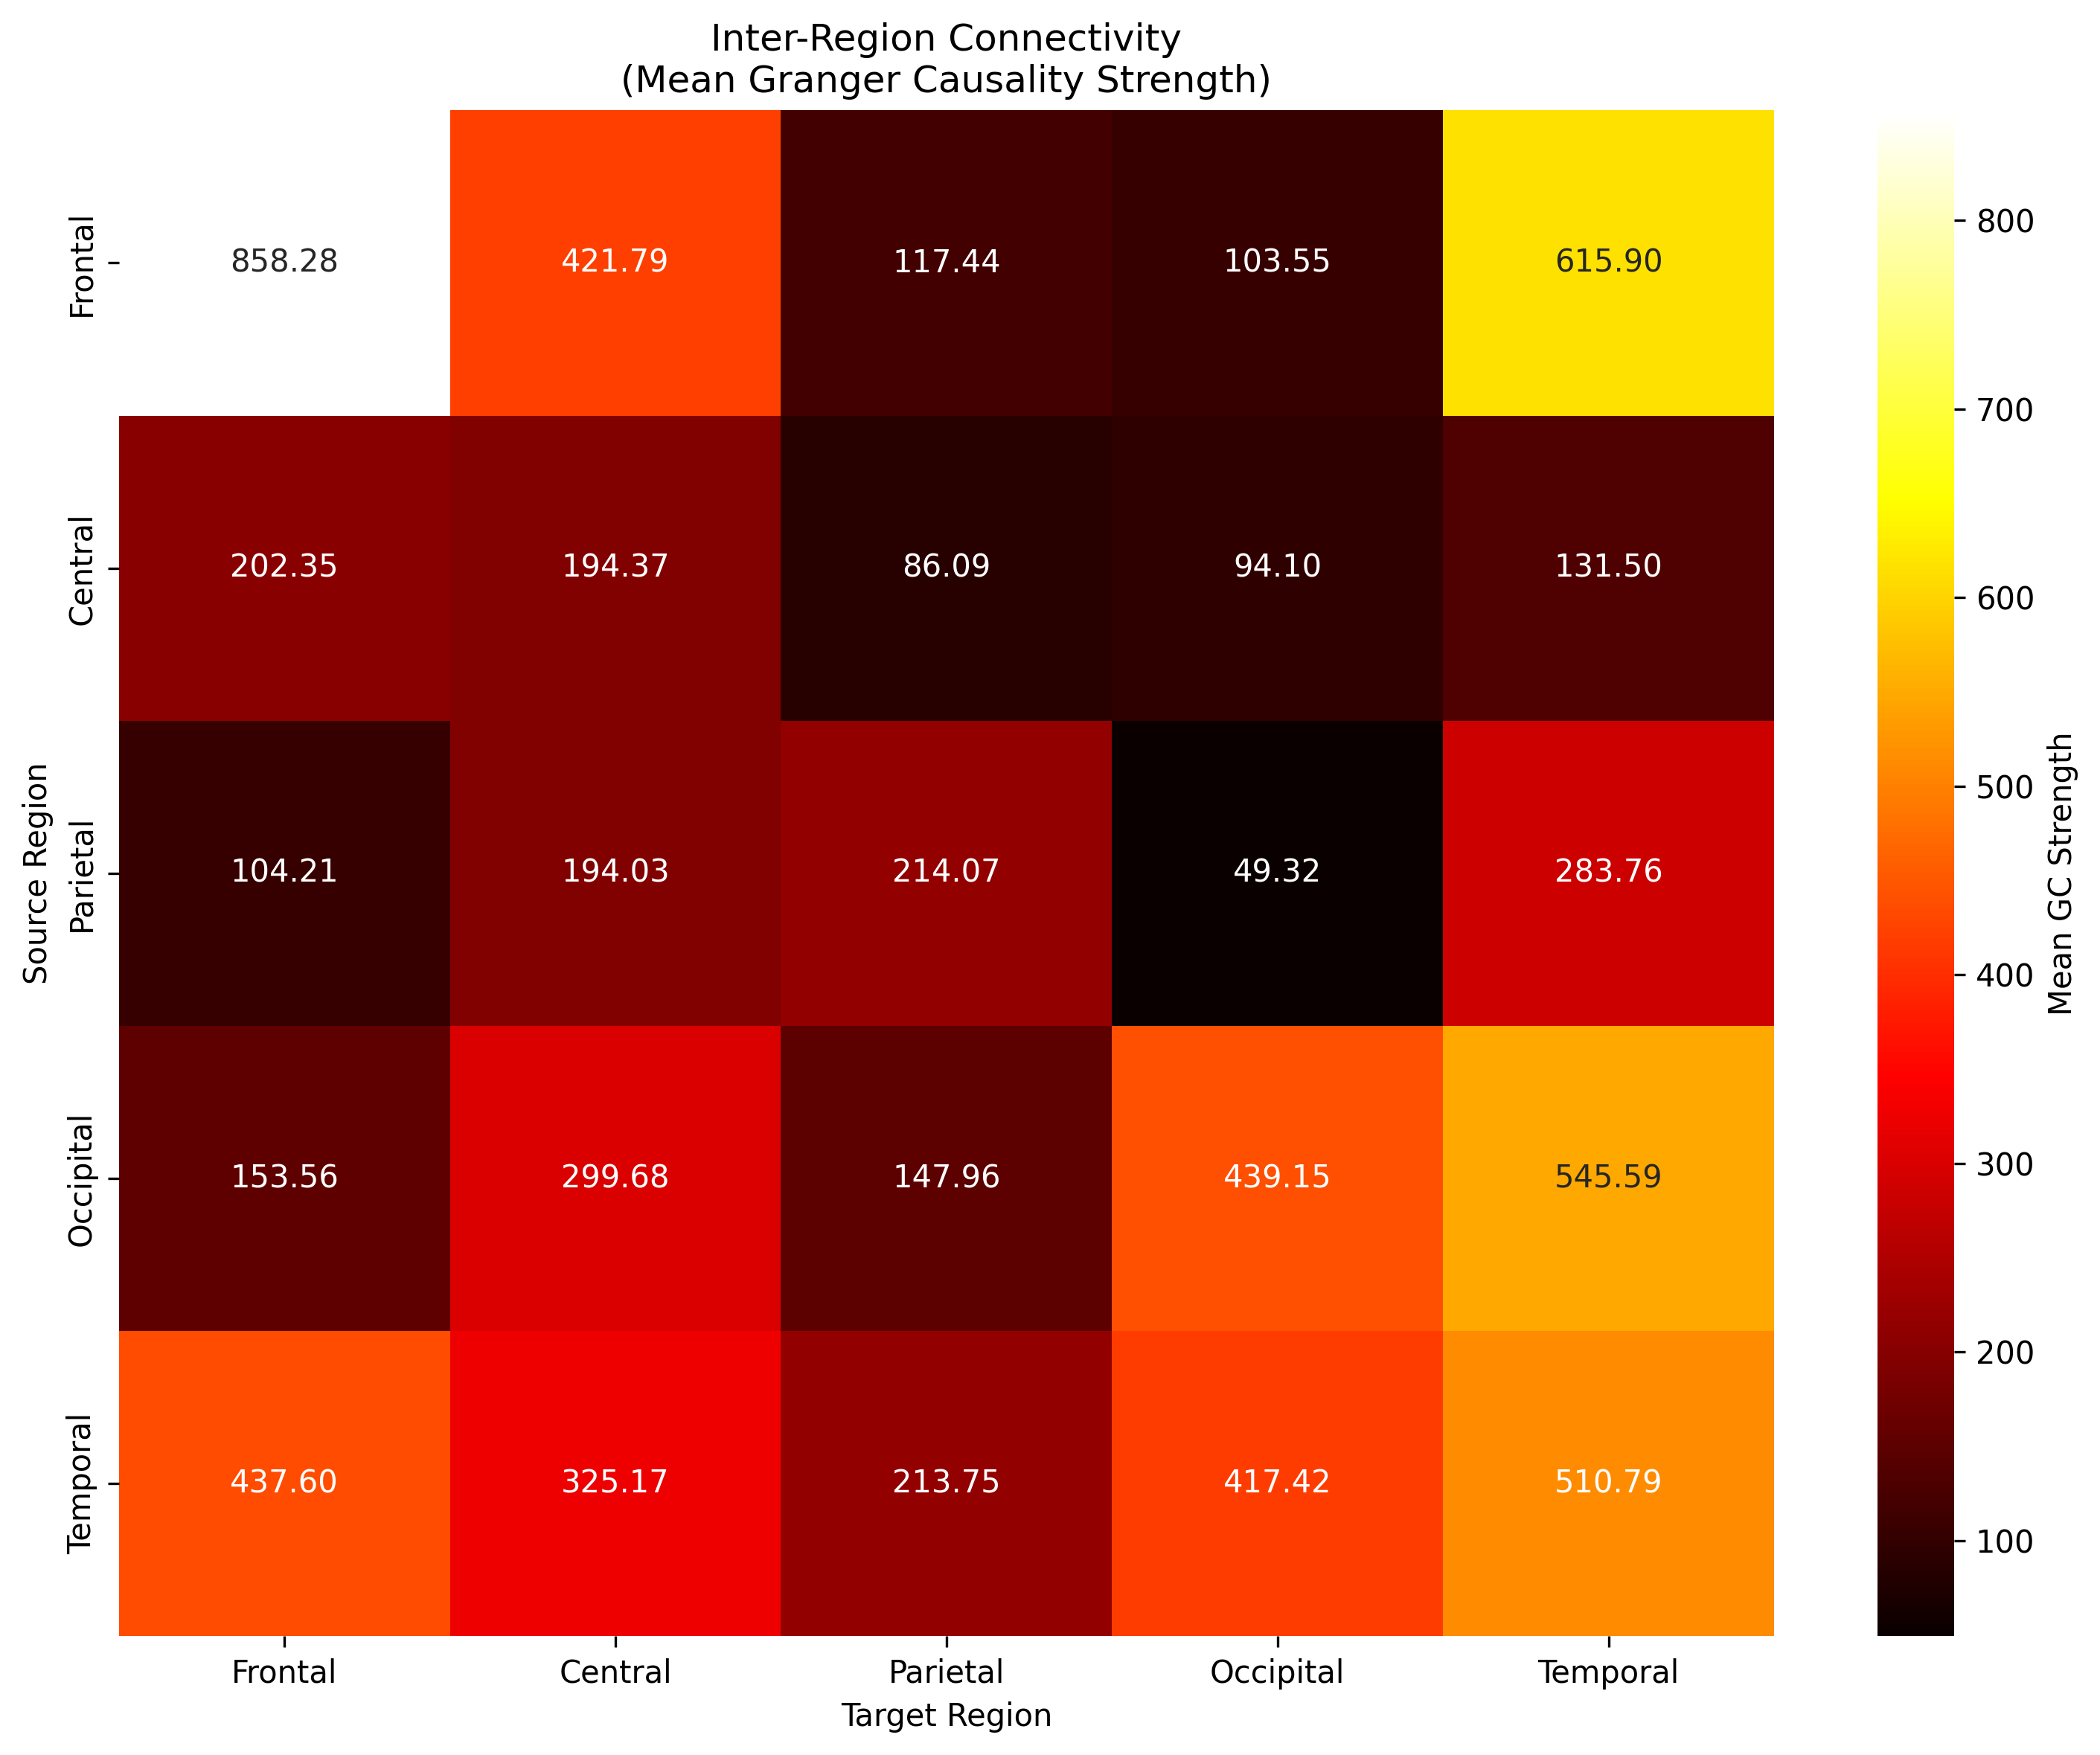 Inter-Region Connectivity
(Mean Granger Causality Strength)
Source Region
Frontal
858.28 421.79 117.44 103.55 615.90
Central
202.35 194.37 86.09 94.10 131.50
Parietal
104.21 194.03 214.07 49.32 283.76
Occipital
153.56 299.68 147.96 439.15 545.59
Temporal
437.60 325.17 213.75 417.42 510.79
Frontal Central Parietal Occipital Temporal
Target Region
800
700
600
500
400
300
200
100
Mean GC Strength